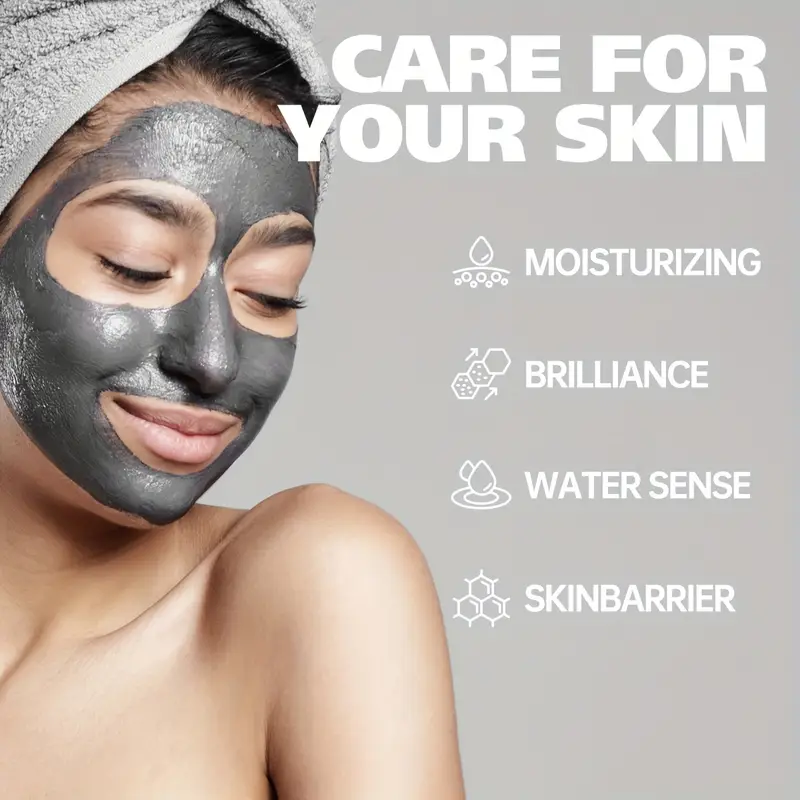 CARE FOR
YOUR SKIN
MOISTURIZING
BRILLIANCE
WATER SENSE
SKINBARRIER